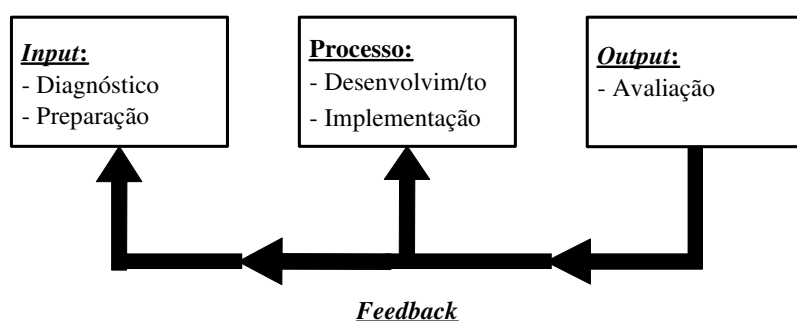 Input:
- Diagnóstico
- Preparação
Processo:
- Desenvolvim/to
- Implementação
Output:
- Avaliação
Feedback